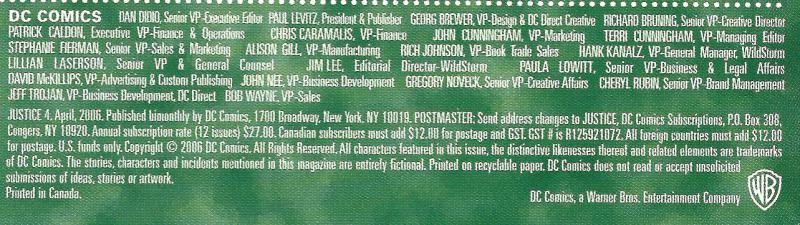 DC COMICS DAN DIDIO, Senior VP-Executive Editor PAUL LEVITZ, President & Publisher GEORG BREWER, VP-Design & DC Direct Creative RICHARD BRUNING, Senior VP-Creative Director
PATRICK CALDON, Executive VP-Finance & Operations CHRIS CARAMALIS, VP-Finance JOHN CUNNINGHAM, VP-Marketing TERRI CUNNINGHAM, VP-Managing Editor
STEPHANIE FIERMAN, Senior VP-Sales & Marketing ALISON GILL, VP-Manufacturing RICH JOHNSON, VP-Book Trade Sales HANK KANALZ, VP-General Manager, WildStorm
LILLIAN LASERSON, Senior VP & General Counsel JIM LEE, Editorial Director-WildStorm PAULA LOWITT, Senior VP-Business & Legal Affairs
DAVID McKILLIPS, VP-Advertising & Custom Publishing JOHN NEE, VP-Business Development GREGORY NOVECK, Senior VP-Creative Affairs CHERYL RUBIN, Senior VP-Brand Management
JEFF TROJAN, VP-Business Development, DC Direct BOB WAYNE, VP-Sales
JUSTICE 4, April, 2006. Published bimonthly by DC Comics, 1700 Broadway, New York, NY 10019. POSTMASTER: Send address changes to JUSTICE, DC Comics Subscriptions, P.O. Box 308,
Congers, NY 10920. Annual subscription rate (12 issues) $27.00. Canadian subscribers must add $12.00 for postage and GST. GST # is R125921072. All foreign countries must add $12.00
for postage. U.S. funds only. Copyright © 2006 DC Comics. All Rights Reserved. All characters featured in this issue, the distinctive likenesses thereof and related elements are trademarks
of DC Comics. The stories, characters and incidents mentioned in this magazine are entirely fictional. Printed on recyclable paper. DC Comics does not read or accept unsolicited
submissions of ideas, stories or artwork.
Printed in Canada.
DC Comics, a Warner Bros. Entertainment Company
WB